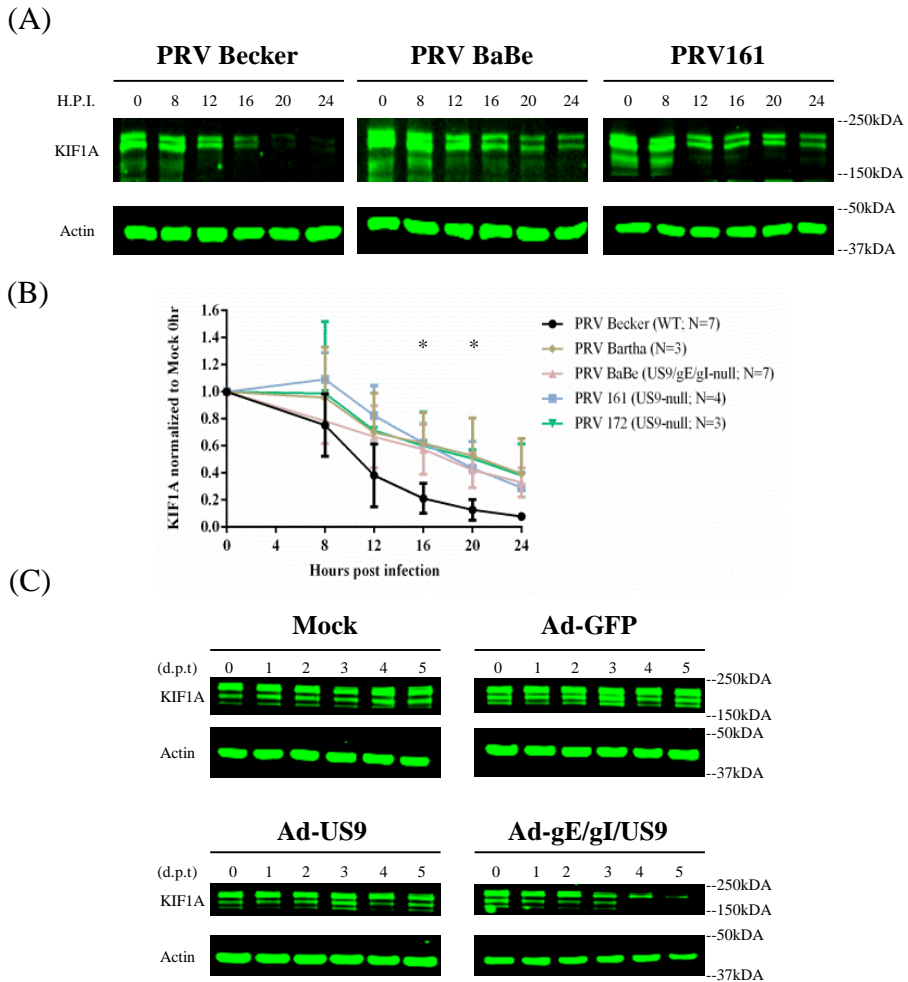 (A)
PRV Becker PRV BaBe PRV161
H.P.I. 0 8 12 16 20 24 0 8 12 16 20 24 0 8 12 16 20 24
--250kDA
KIF1A
--150kDA
--50kDA
Actin
--37kDA
(B)
KIF1A normalized to Mock 0hr
1.6
1.4
1.2
1.0
0.8
0.6
0.4
0.2
0.0
* *
0 4 8 12 16 20 24
Hours post infection
PRV Becker (WT; N=7)
PRV Bartha (N=3)
PRV BaBe (US9/gE/gI-null; N=7)
PRV 161 (US9-null; N=4)
PRV 172 (US9-null; N=3)
(C)
Mock Ad-GFP
(d.p.t) 0 1 2 3 4 5 0 1 2 3 4 5
--250kDA
KIF1A
--150kDA
--50kDA
Actin
--37kDA
Ad-US9 Ad-gE/gI/US9
(d.p.t) 0 1 2 3 4 5 0 1 2 3 4 5
--250kDA
KIF1A
--150kDA
--50kDA
Actin
--37kDA